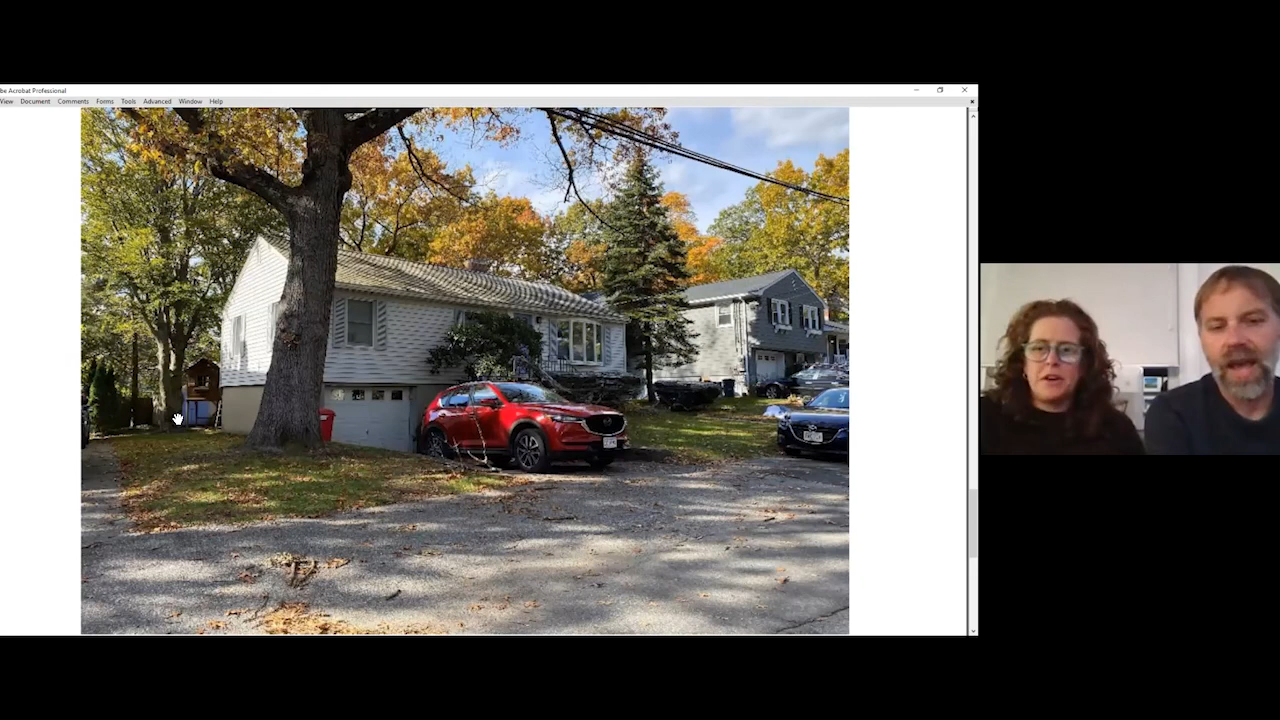 be Acrobat Professional
View Document Comments Forms Tools Advanced Window Help